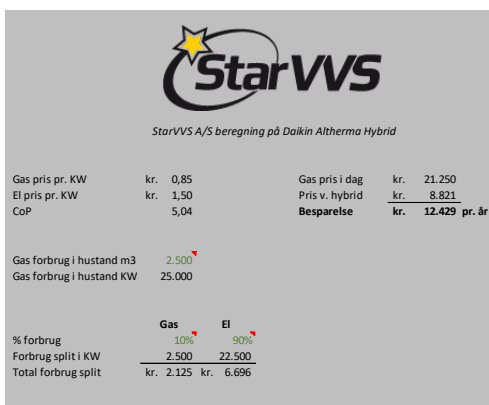 StarVVS
StarVVS A/S beregning på Daikin Altherma Hybrid
Gas pris pr. KW kr. 0,85 Gas pris i dag kr. 21.250
El pris pr. KW kr. 1,50 Pris v. hybrid kr. 8.821
CoP 5,04 Besparelse kr. 12.429 pr. år
Gas forbrug i hustand m3 2.500
Gas forbrug i hustand KW 25.000
Gas El
% forbrug 10% 90%
Forbrug split i KW 2.500 22.500
Total forbrug split kr. 2.125 kr. 6.696